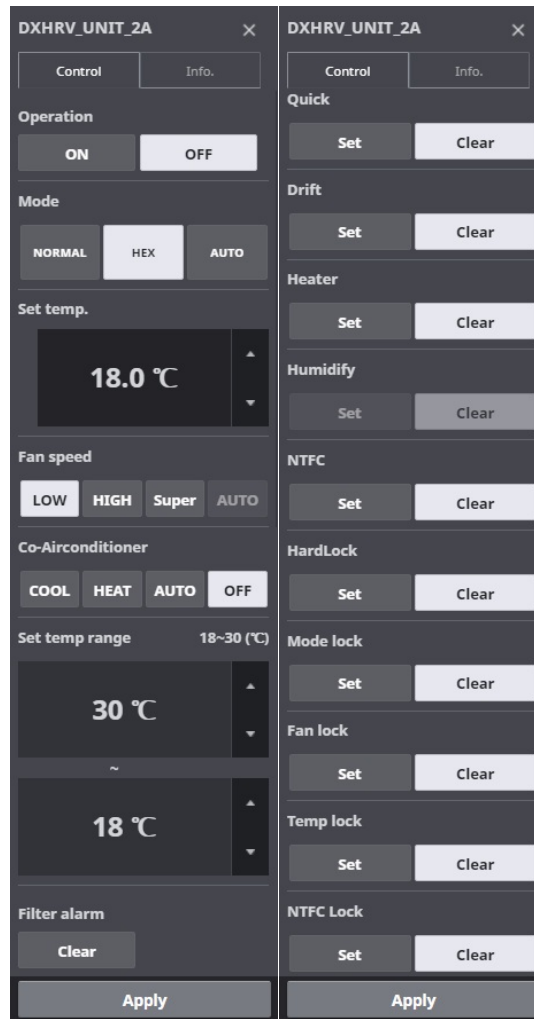 DXHRV_UNIT_2A ×
Control Info.
Operation
ON OFF
Mode
NORMAL HEX AUTO
Set temp.
18.0 ℃
Fan speed
LOW HIGH Super AUTO
Co-Airconditioner
COOL HEAT AUTO OFF
Set temp range 18~30 (℃)
30 ℃
~
18 ℃
Filter alarm
Clear
Apply
DXHRV_UNIT_2A ×
Control Info.
Quick
Set Clear
Drift
Set Clear
Heater
Set Clear
Humidify
Set Clear
NTFC
Set Clear
HardLock
Set Clear
Mode lock
Set Clear
Fan lock
Set Clear
Temp lock
Set Clear
NTFC Lock
Set Clear
Apply